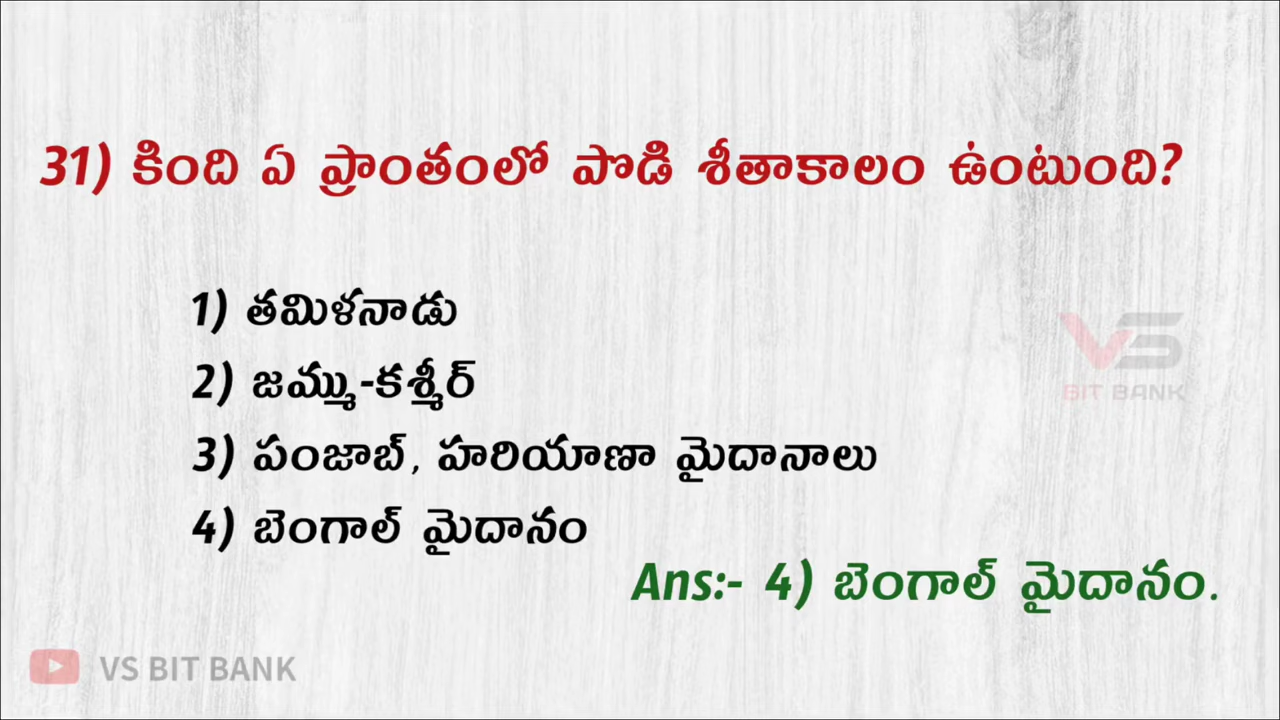 31) కింది ఏ ప్రాంతంలో పొడి శీతాకాలం ఉంటుంది?
1) తమిళనాడు
2) జమ్ము-కశ్మీర్
3) పంజాబ్, హరియాణా మైదానాలు
4) బెంగాల్ మైదానం
Ans:- 4) బెంగాల్ మైదానం.
VS
BIT BANK
VS BIT BANK